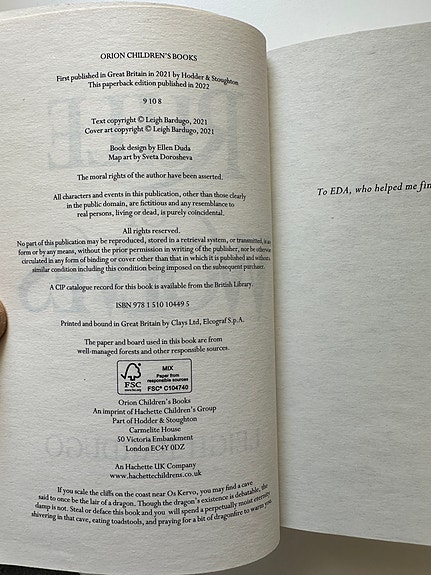 ORION CHILDREN'S BOOKS
First published in Great Britain in 2021 by Hodder & Stoughton
This paperback edition published in 2022
9 10 8
Text copyright © Leigh Bardugo, 2021
Cover art copyright © Leigh Bardugo, 2021
Book design by Ellen Duda
Map art by Sveta Dorosheva
The moral rights of the author have been asserted.
All characters and events in this publication, other than those clearly
in the public domain, are fictitious and any resemblance to
real persons, living or dead, is purely coincidental.
All rights reserved.
No part of this publication may be reproduced, stored in a retrieval system, or transmitted, in any
form or by any means, without the prior permission in writing of the publisher, nor be otherwise
circulated in any form of binding or cover other than that in which it is published and without a
similar condition including this condition being imposed on the subsequent purchaser.
A CIP catalogue record for this book is available from the British Library.
ISBN 978 1 510 10449 5
Printed and bound in Great Britain by Clays Ltd, Elcograf S.p.A.
The paper and board used in this book are from
well-managed forests and other responsible sources.
FSC
www.fsc.org
MIX
Paper from
responsible sources
FSC® C104740
Orion Children's Books
An imprint of Hachette Children's Group
Part of Hodder & Stoughton
Carmelite House
50 Victoria Embankment
London EC4Y 0DZ
An Hachette UK Company
www.hachettechildrens.co.uk
If you scale the cliffs on the coast near Os Kervo, you may find a cave
said to once be the lair of a dragon. Though the dragon's existence is debatable, the
damp is not. Steal or deface this book and you will spend a perpetually moist eternity
shivering in that cave, eating toadstools, and praying for a bit of dragonfire to warm you.
To EDA, who helped me fin